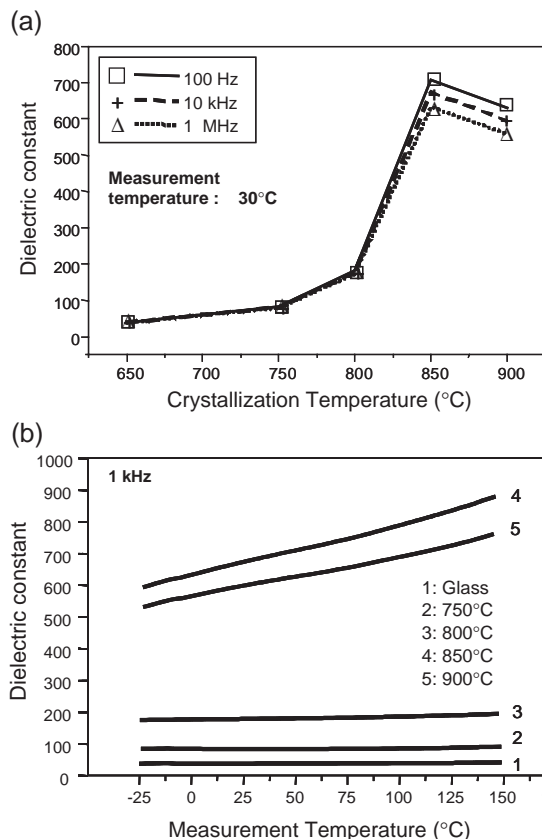 (a)
800
700
600
500
400
300
200
100
0
Dielectric constant
100 Hz
10 kHz
1 MHz
Measurement
temperature : 30°C
650 700 750 800 850 900
Crystallization Temperature (°C)
(b)
1000
900
800
700
600
500
400
300
200
100
0
Dielectric constant
1 kHz
4
5
1: Glass
2: 750°C
3: 800°C
4: 850°C
5: 900°C
3
2
1
-25 0 25 50 75 100 125 150
Measurement Temperature (°C)